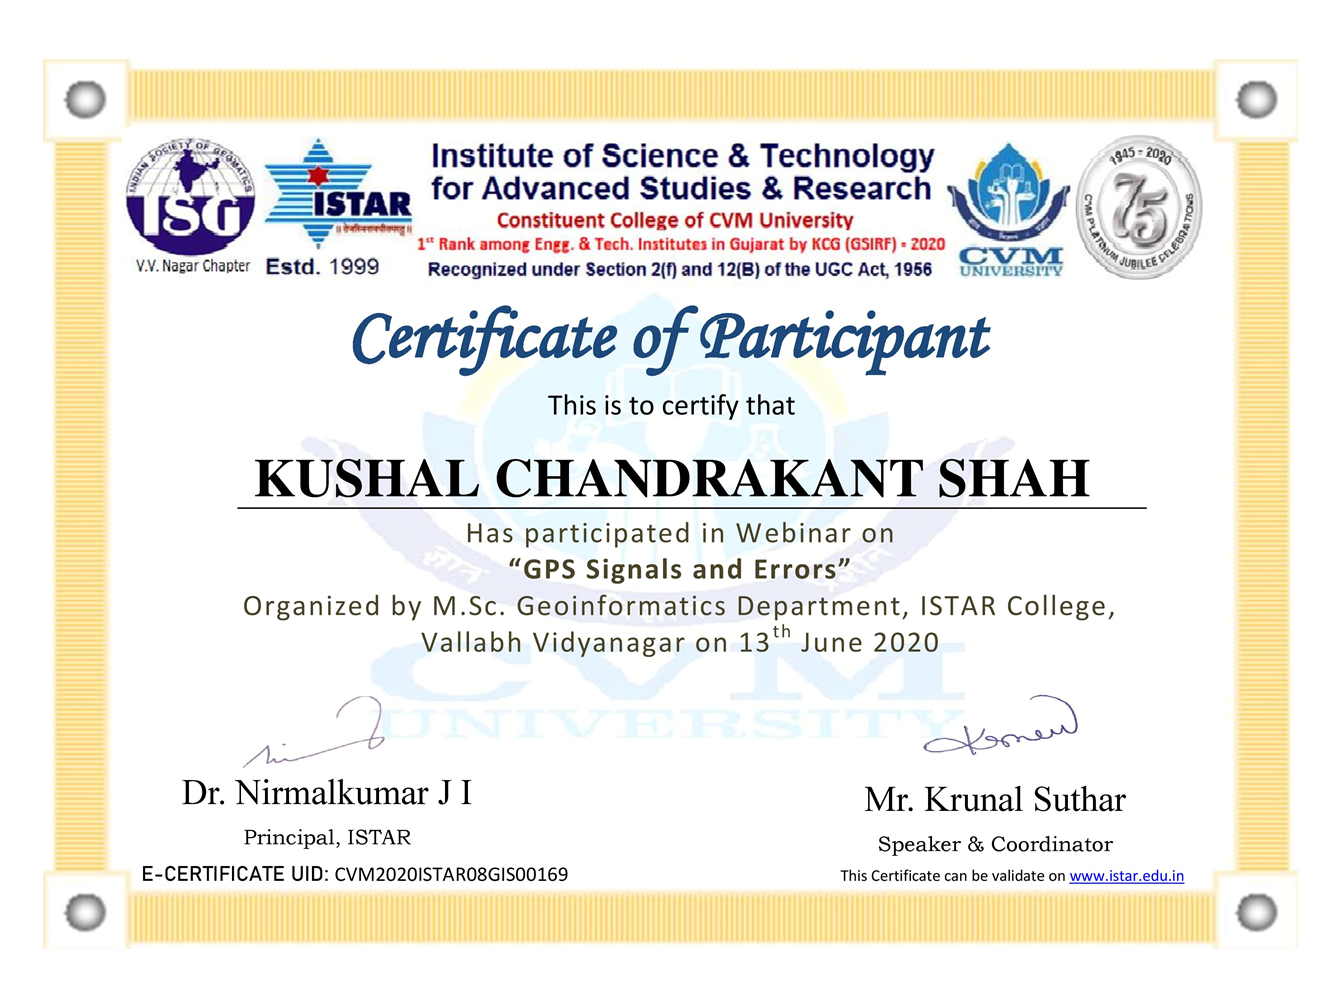 INDIAN SOCIETY OF GEOMATICS
ISG
V.V. Nagar Chapter
ISTAR
Estd. 1999
Institute of Science & Technology
for Advanced Studies & Research
Constituent College of CVM University
1st Rank among Engg. & Tech. Institutes in Gujarat by KCG (GSIRF) - 2020
Recognized under Section 2(f) and 12(B) of the UGC Act, 1956
CVM
UNIVERSITY
1945 - 2020
75
CVM PLATINUM JUBILEE CELEBRATIONS
Certificate of Participant
This is to certify that
KUSHAL CHANDRAKANT SHAH
Has participated in Webinar on
“GPS Signals and Errors”
Organized by M.Sc. Geoinformatics Department, ISTAR College,
Vallabh Vidyanagar on 13th June 2020
ज्ञान
प्रज्ञान
CVM
UNIVERSITY
Dr. Nirmalkumar J I
Principal, ISTAR
Mr. Krunal Suthar
Speaker & Coordinator
E-CERTIFICATE UID: CVM2020ISTAR08GIS00169
This Certificate can be validate on www.istar.edu.in